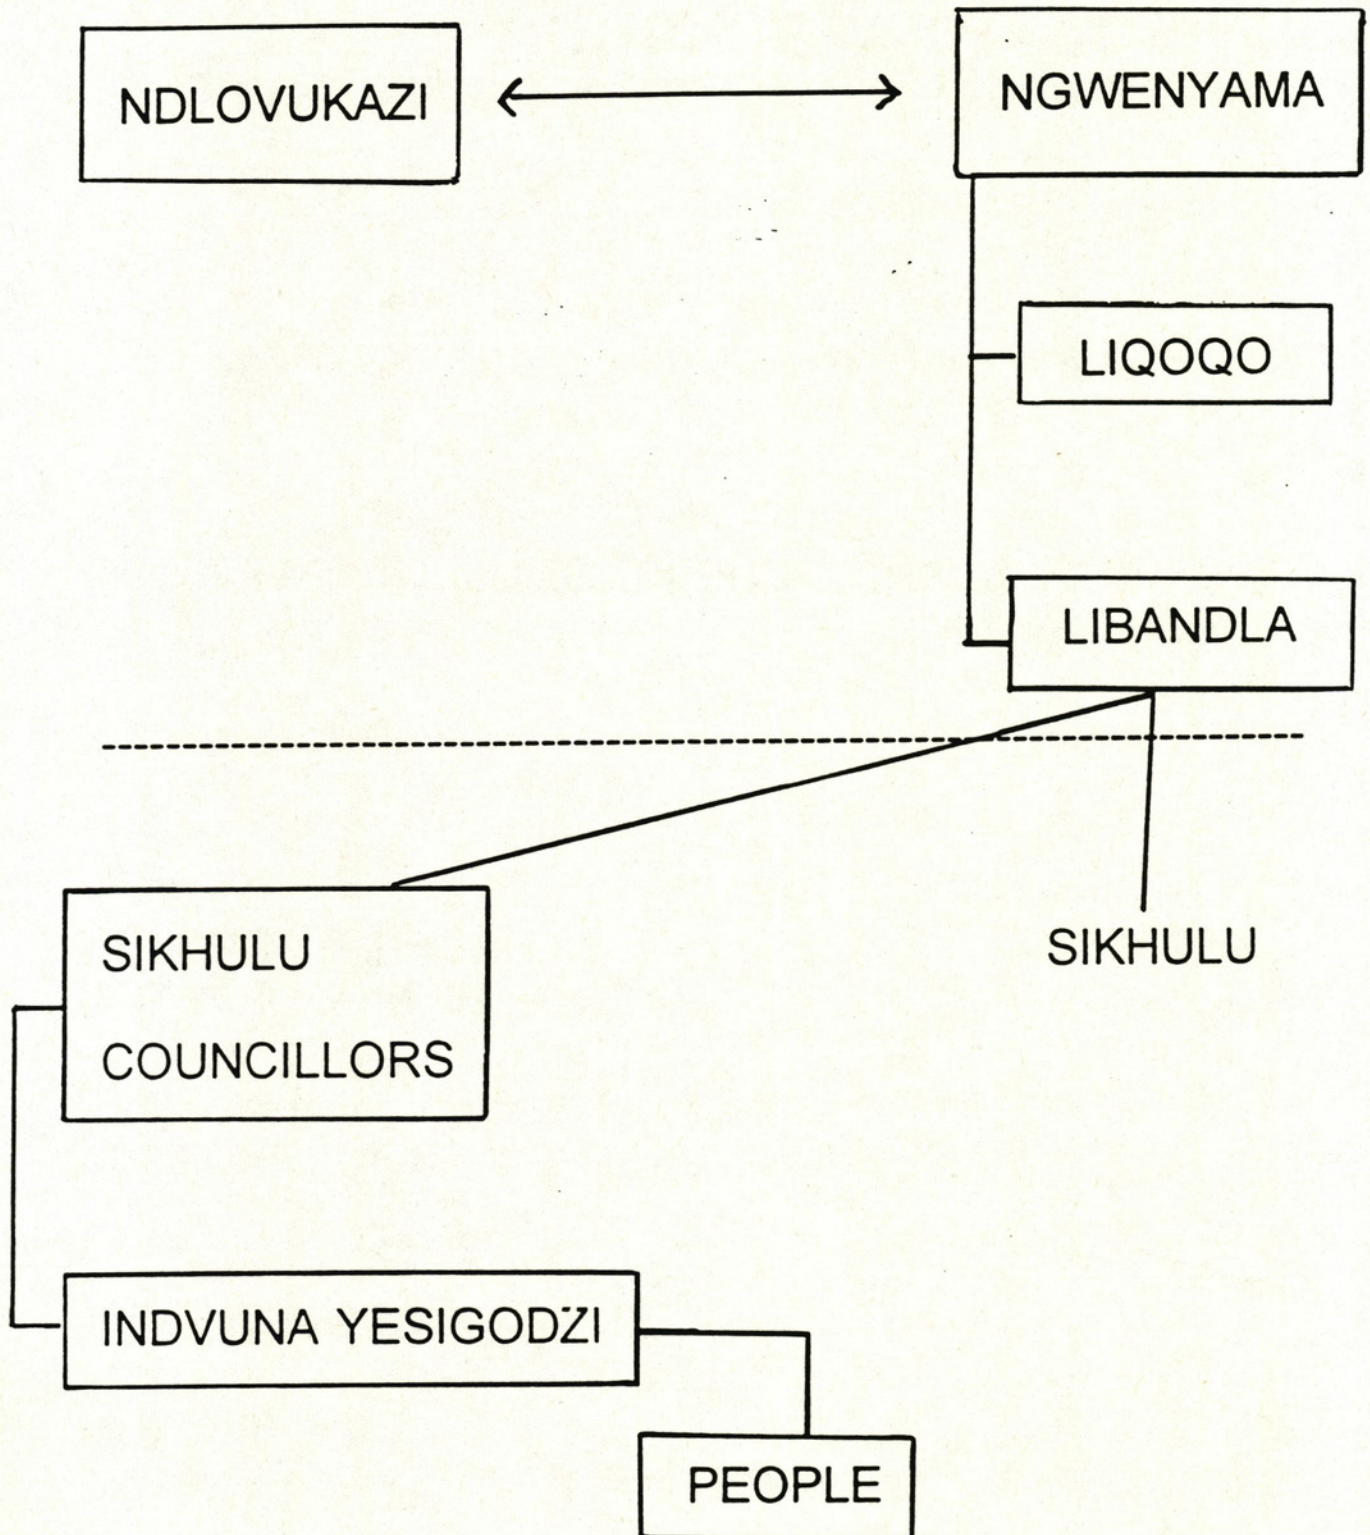 NDLOVUKAZI
NGWENYAMA
LIQOQO
LIBANDLA
SIKHULU
COUNCILLORS
SIKHULU
INDVUNA YESIGODZI
PEOPLE